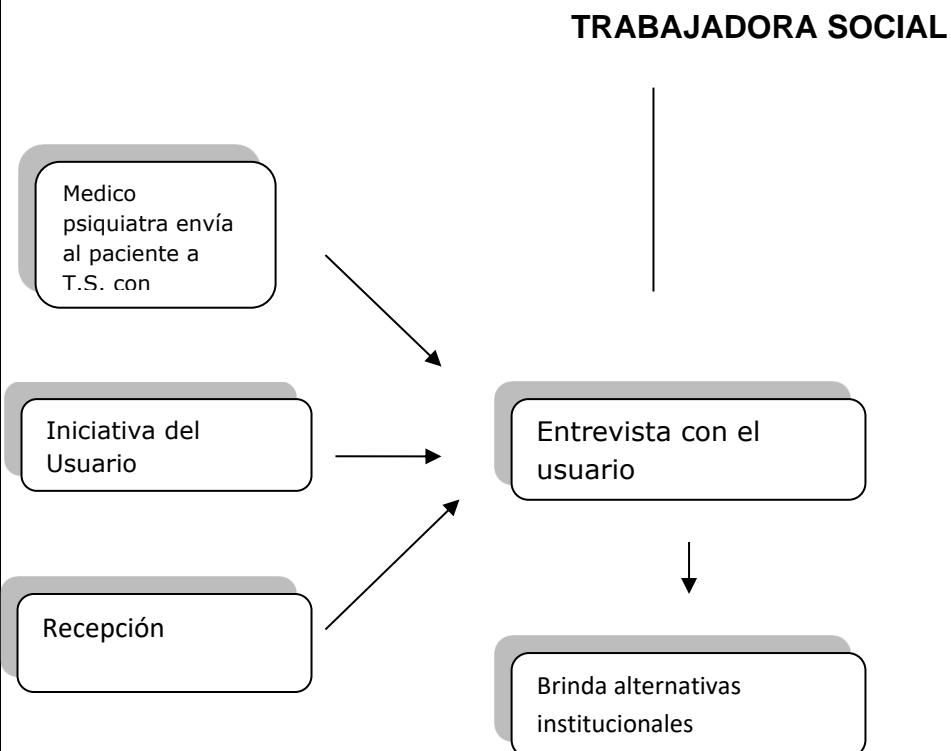 TRABAJADORA SOCIAL
Medico
psiquiatra envía
al paciente a
T.S. con
Iniciativa del
Usuario
Entrevista con el
usuario
Recepción
Brinda alternativas
institucionales